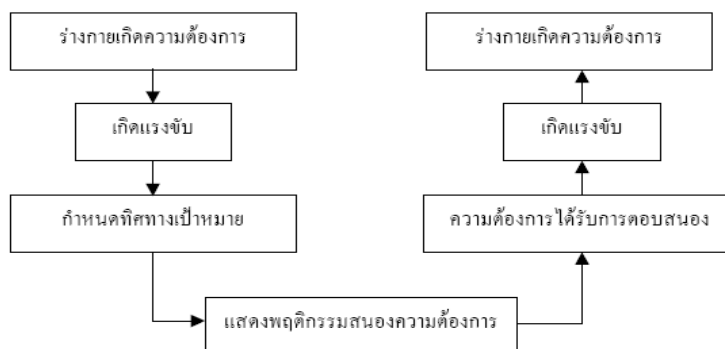 ร่างกายเกิดความต้องการ
เกิดแรงขับ
กำหนดทิศทางเป้าหมาย
แสดงพฤติกรรมสนองความต้องการ
ความต้องการได้รับการตอบสนอง
เกิดแรงขับ
ร่างกายเกิดความต้องการ